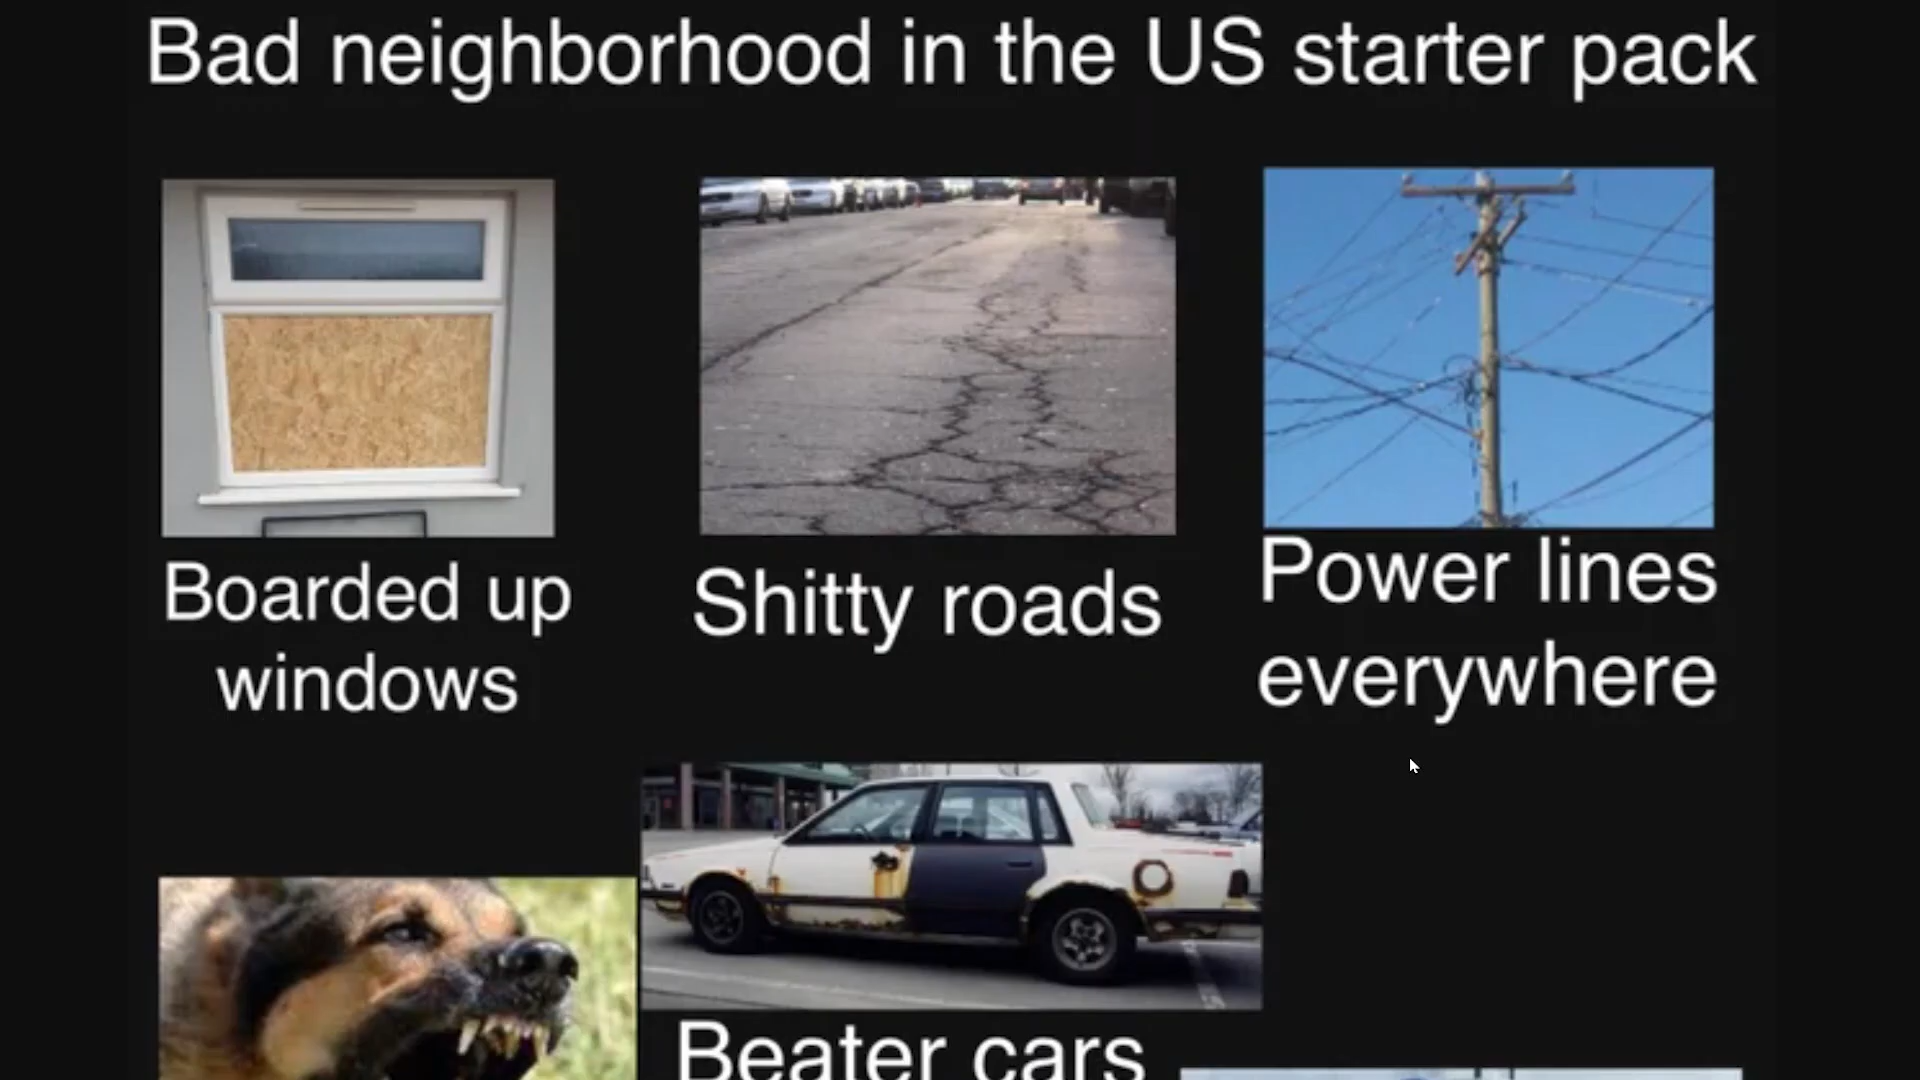 Bad neighborhood in the US starter pack
Boarded up
windows
Shitty roads
Power lines
everywhere
Beater cars